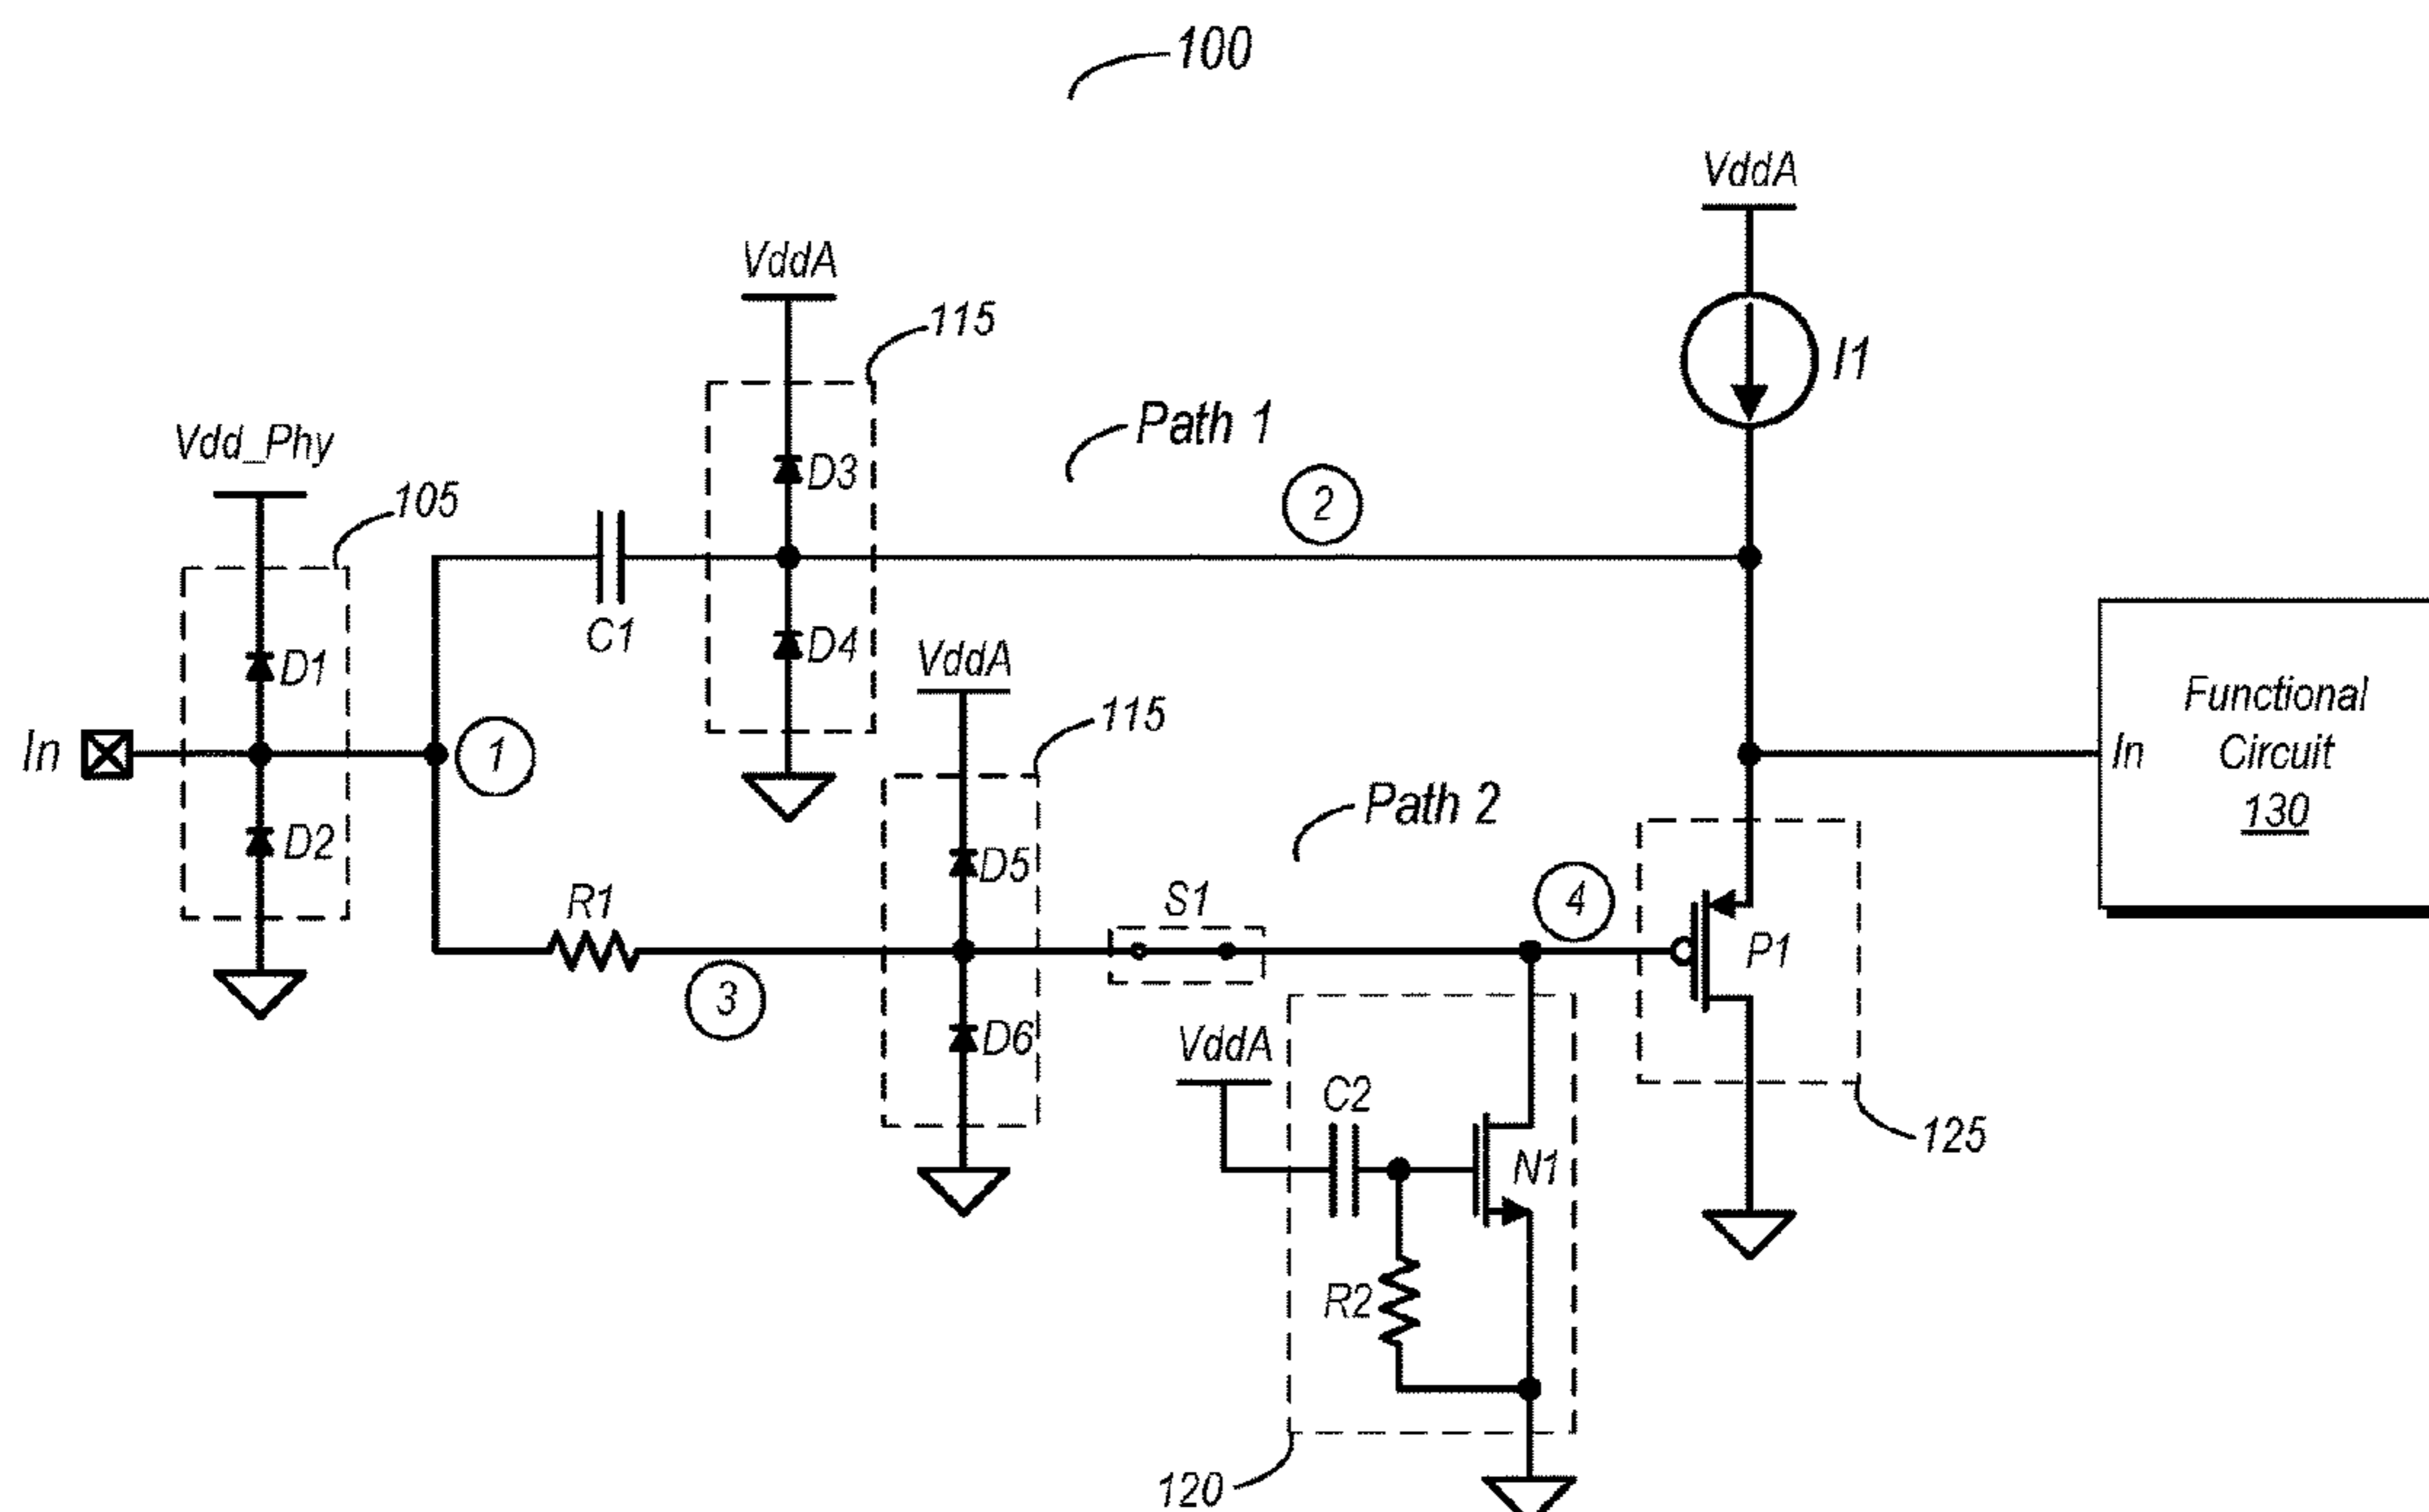 100
VddA
VddA
115
I1
Path 1
Vdd_Phy
D3
105
2
C1
D4
VddA
D1
115
Functional
In
1
In
Circuit
Path 2
130
D2
D5
S1
4
R1
P1
3
D6
VddA
C2
125
N1
R2
120